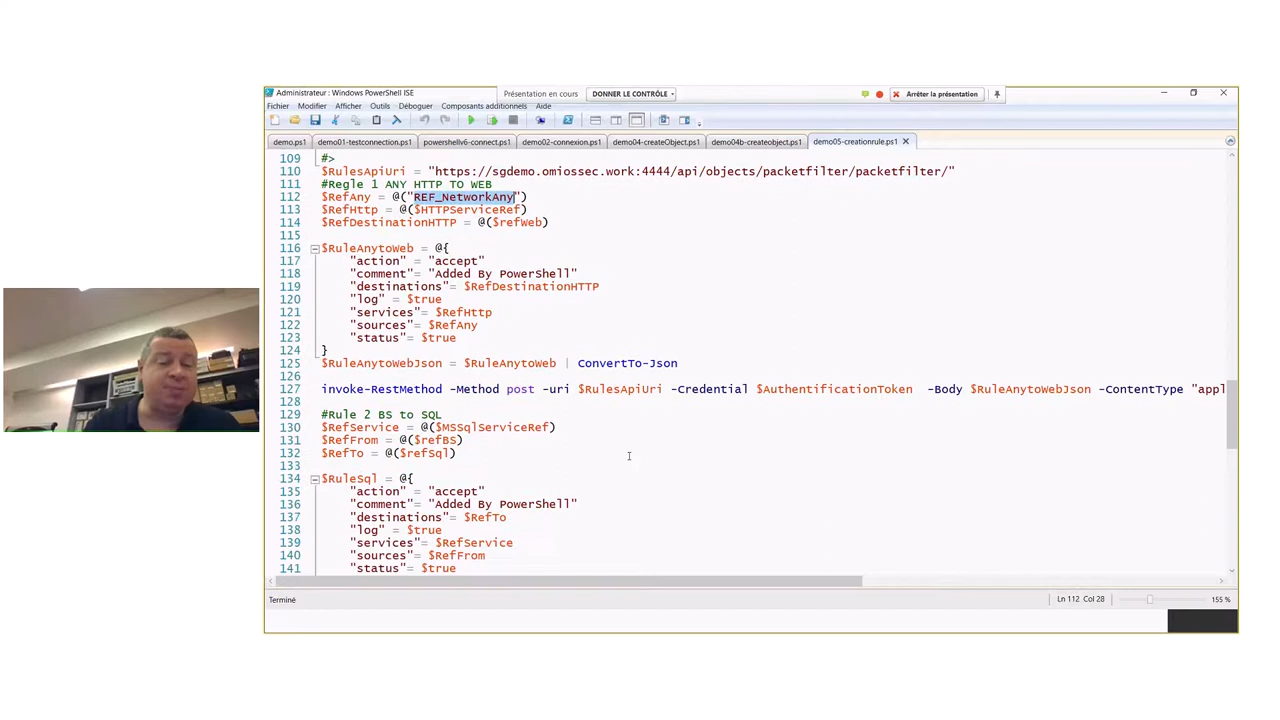 Administrateur : Windows PowerShell ISE
Présentation en cours
DONNER LE CONTRÔLE
Arrêter la présentation
Fichier Modifier Afficher Outils Déboguer Composants additionnels Aide
demo.ps1 demo01-testconnection.ps1 powershellv6-connect.ps1 demo02-connexion.ps1 demo04-createObject.ps1 demo04b-createobject.ps1 demo05-creationrule.ps1
109 #>
110 $RulesApiUri = "https://sgdemo.omiossec.work:4444/api/objects/packetfilter/packetfilter/"
111 #Regle 1 ANY HTTP TO WEB
112 $RefAny = @("REF_NetworkAny")
113 $RefHttp = @($HTTPServiceRef)
114 $RefDestinationHTTP = @($refWeb)
115
116 $RuleAnytoWeb = @{
117 "action" = "accept"
118 "comment"= "Added By PowerShell"
119 "destinations"= $RefDestinationHTTP
120 "log" = $true
121 "services"= $RefHttp
122 "sources"= $RefAny
123 "status"= $true
124 }
125 $RuleAnytoWebJson = $RuleAnytoWeb | ConvertTo-Json
126
127 invoke-RestMethod -Method post -uri $RulesApiUri -Credential $AuthentificationToken -Body $RuleAnytoWebJson -ContentType "appl
128
129 #Rule 2 BS to SQL
130 $RefService = @($MSSqlServiceRef)
131 $RefFrom = @($refBS)
132 $RefTo = @($refSql)
133
134 $RuleSql = @{
135 "action" = "accept"
136 "comment"= "Added By PowerShell"
137 "destinations"= $RefTo
138 "log" = $true
139 "services"= $RefService
140 "sources"= $RefFrom
141 "status"= $true
Terminé
Ln 112 Col 28
155 %